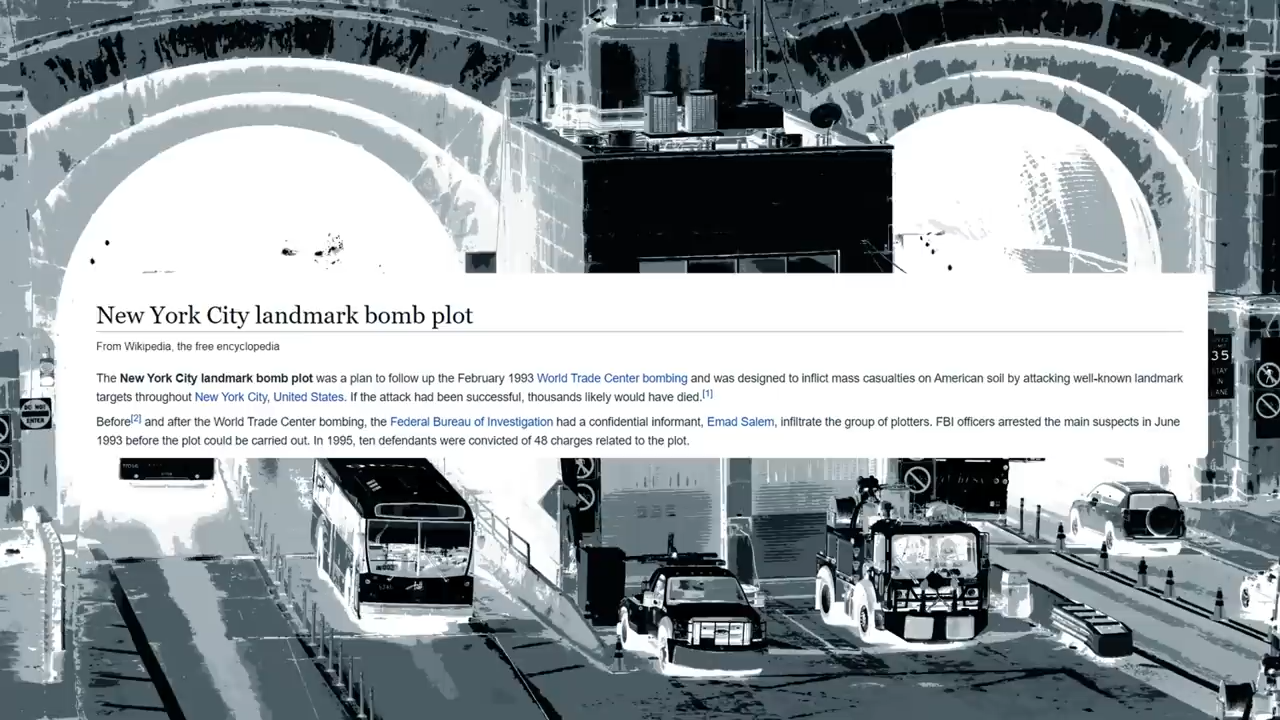 New York City landmark bomb plot
From Wikipedia, the free encyclopedia
The New York City landmark bomb plot was a plan to follow up the February 1993 World Trade Center bombing and was designed to inflict mass casualties on American soil by attacking well-known landmark
targets throughout New York City, United States. If the attack had been successful, thousands likely would have died.[1]
Before[2] and after the World Trade Center bombing, the Federal Bureau of Investigation had a confidential informant, Emad Salem, infiltrate the group of plotters. FBI officers arrested the main suspects in June
1993 before the plot could be carried out. In 1995, ten defendants were convicted of 48 charges related to the plot.
35
STAY
IN
LANE
DO NOT
ENTER